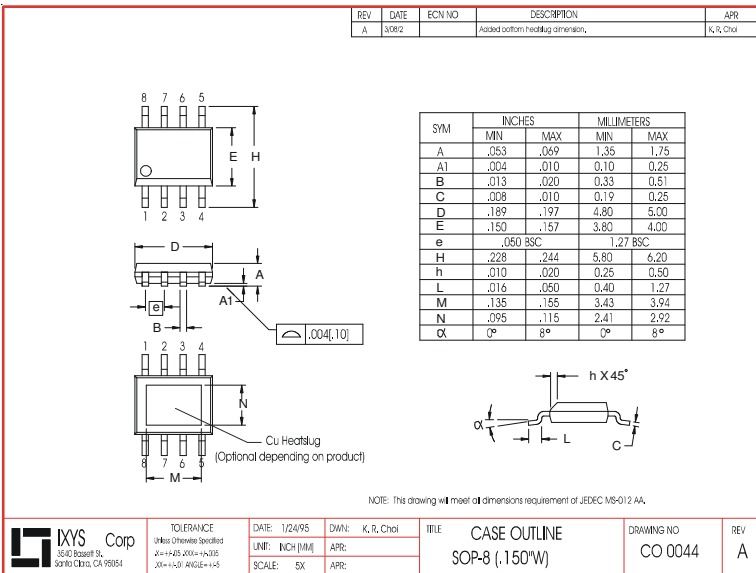 REV DATE ECN NO DESCRIPTION APR
A 3/08/2 Added bottom heatslug dimension. K. R. Choi
8 7 6 5
E H
1 2 3 4
D
A
A1
e
B
.004[.10]
1 2 3 4
N
Cu Heatslug
(Optional depending on product)
8 7 6 5
M
SYM INCHES MILLIMETERS
MIN MAX MIN MAX
A .053 .069 1.35 1.75
A1 .004 .010 0.10 0.25
B .013 .020 0.33 0.51
C .008 .010 0.19 0.25
D .189 .197 4.80 5.00
E .150 .157 3.80 4.00
e .050 BSC 1.27 BSC
H .228 .244 5.80 6.20
h .010 .020 0.25 0.50
L .016 .050 0.40 1.27
M .135 .155 3.43 3.94
N .095 .115 2.41 2.92
α 0° 8° 0° 8°
h X 45°
α
L
C
NOTE: This drawing will meet all dimensions requirement of JEDEC MS-012 AA.
IXYS Corp
3540 Bassett St.
Santa Clara, CA 95054
TOLERANCE
Unless Otherwise Specified
.X=+/-.05 .XXX=+/-.005
.XX=+/-.01 ANGLE=+/-5
DATE: 1/24/95 DWN: K. R. Choi
UNIT: INCH [MM] APR:
SCALE: 5X APR:
TITLE CASE OUTLINE
SOP-8 (.150"W)
DRAWING NO
CO 0044
REV
A